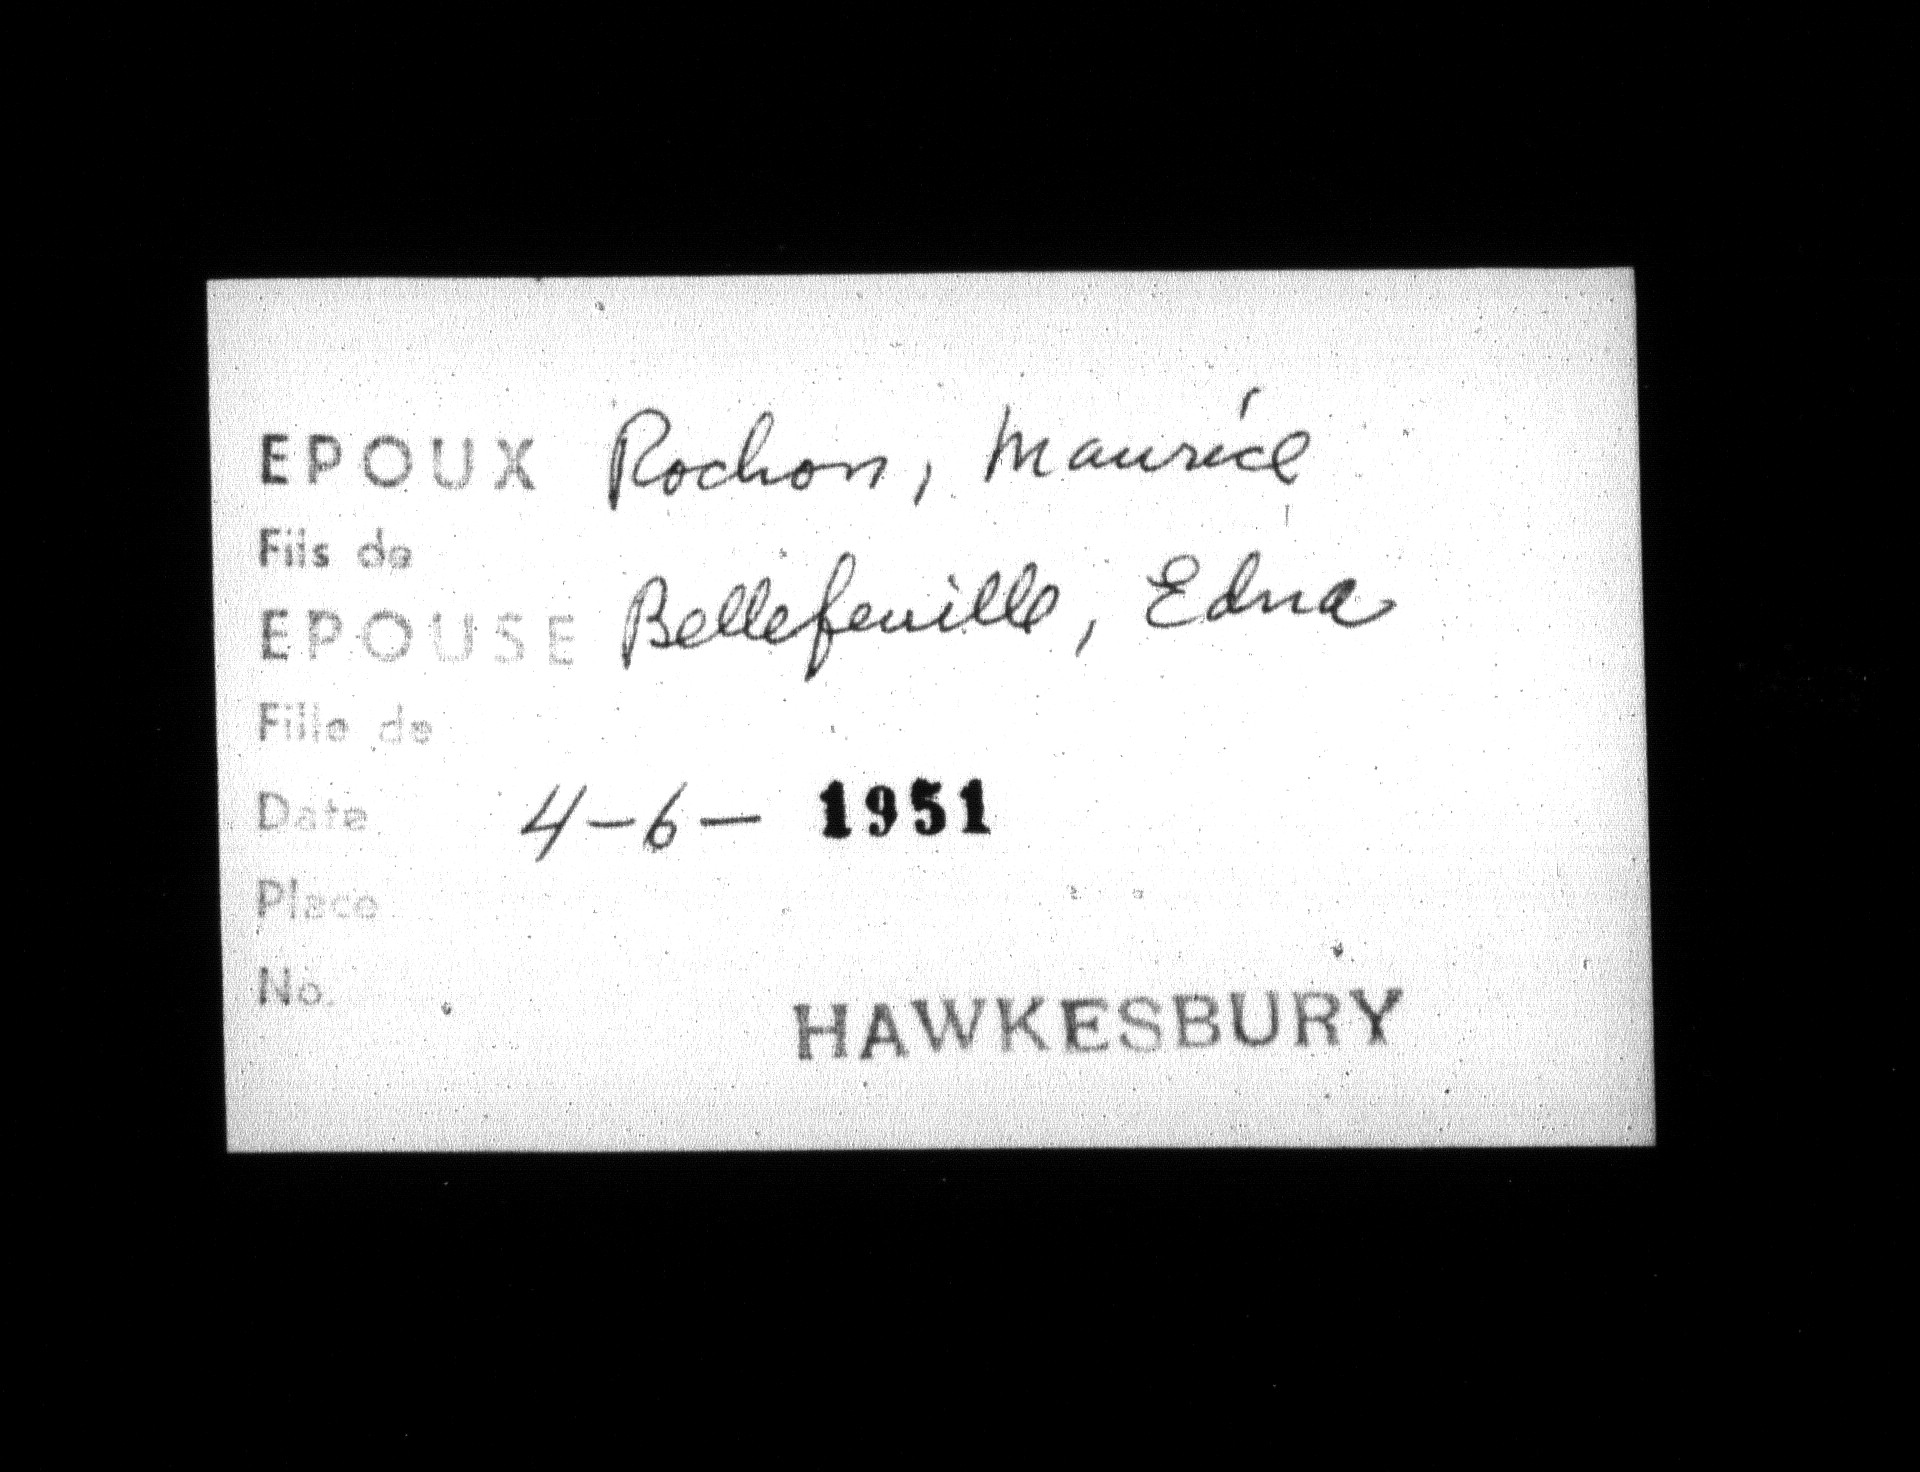 EPOUX Rochon, Maurice
Fils de
EPOUSE Bellefeuille, Edna
Fille de
Date 4-6- 1951
Place
No.
HAWKESBURY